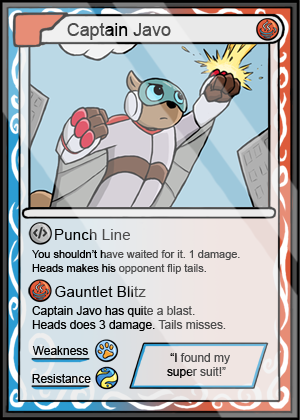 Captain Javo
Punch Line
You shouldn't have waited for it. 1 damage.
Heads makes his opponent flip tails.
Gauntlet Blitz
Captain Javo has quite a blast.
Heads does 3 damage. Tails misses.
Weakness
Resistance
"I found my
super suit!"